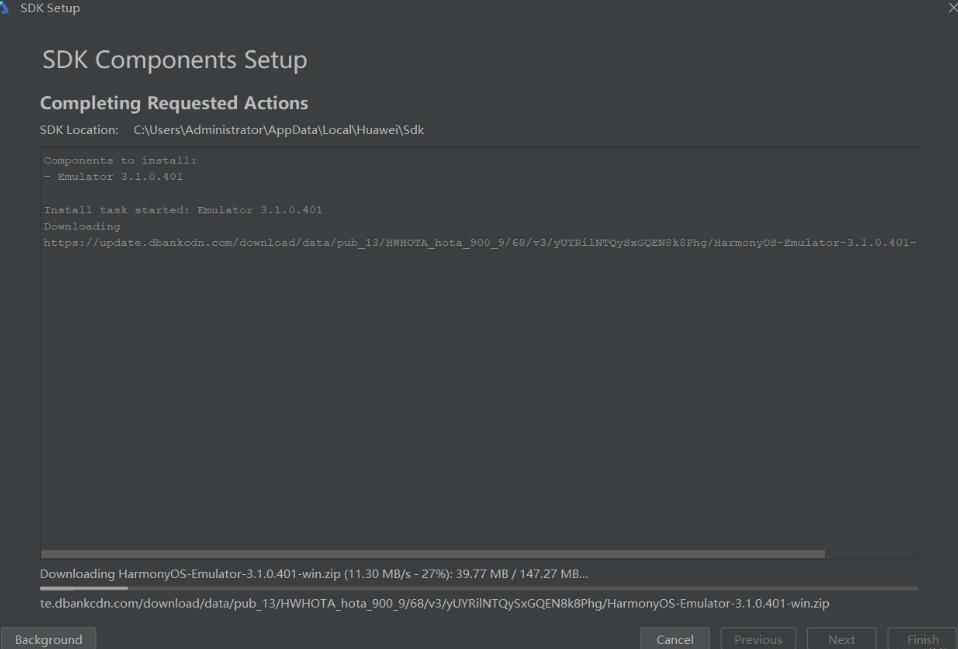 SDK Setup
SDK Components Setup
Completing Requested Actions
SDK Location: C:\Users\Administrator\AppData\Local\Huawei\Sdk
Components to install:
- Emulator 3.1.0.401
Install task started: Emulator 3.1.0.401
Downloading
https://update.dbankcdn.com/download/data/pub_13/HWHOTA_hota_900_9/68/v3/yUYRilNTQySxGQEN8k8Phg/HarmonyOS-Emulator-3.1.0.401-
Downloading HarmonyOS-Emulator-3.1.0.401-win.zip (11.30 MB/s - 27%): 39.77 MB / 147.27 MB...
te.dbankcdn.com/download/data/pub_13/HWHOTA_hota_900_9/68/v3/yUYRilNTQySxGQEN8k8Phg/HarmonyOS-Emulator-3.1.0.401-win.zip
Background Cancel Previous Next Finish